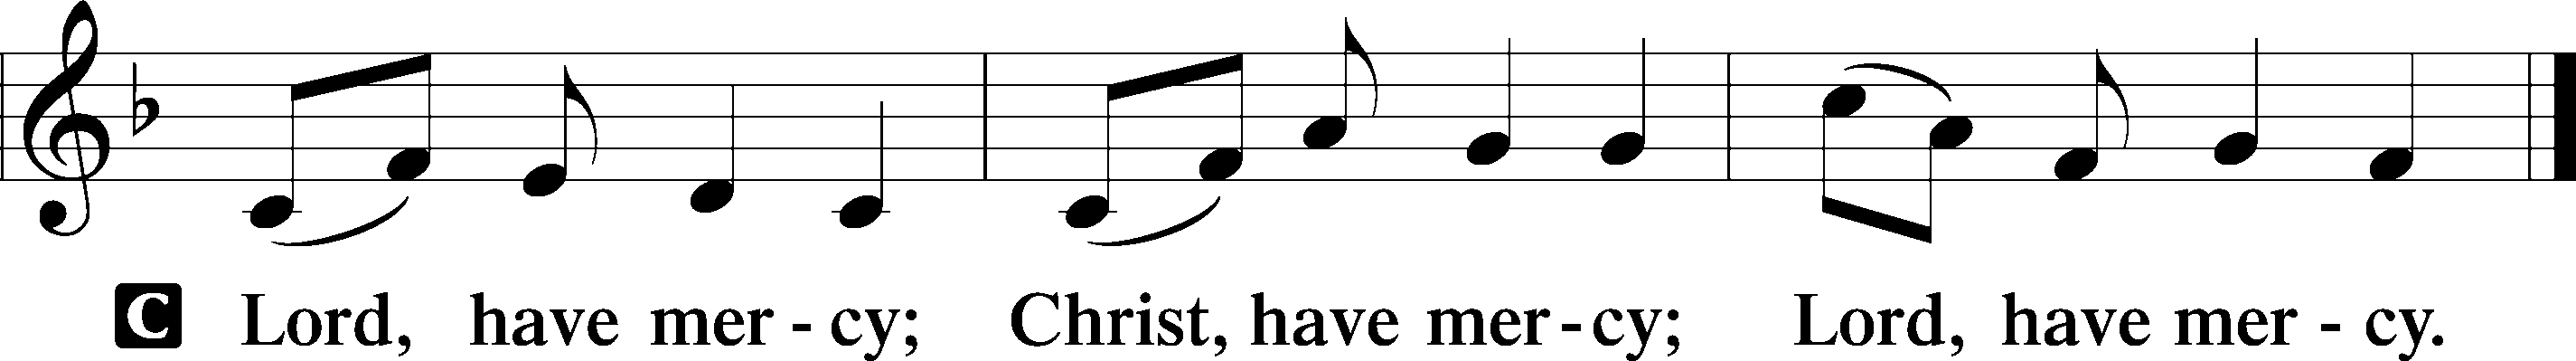 C Lord, have mer - cy; Christ, have mer - cy; Lord, have mer - cy.